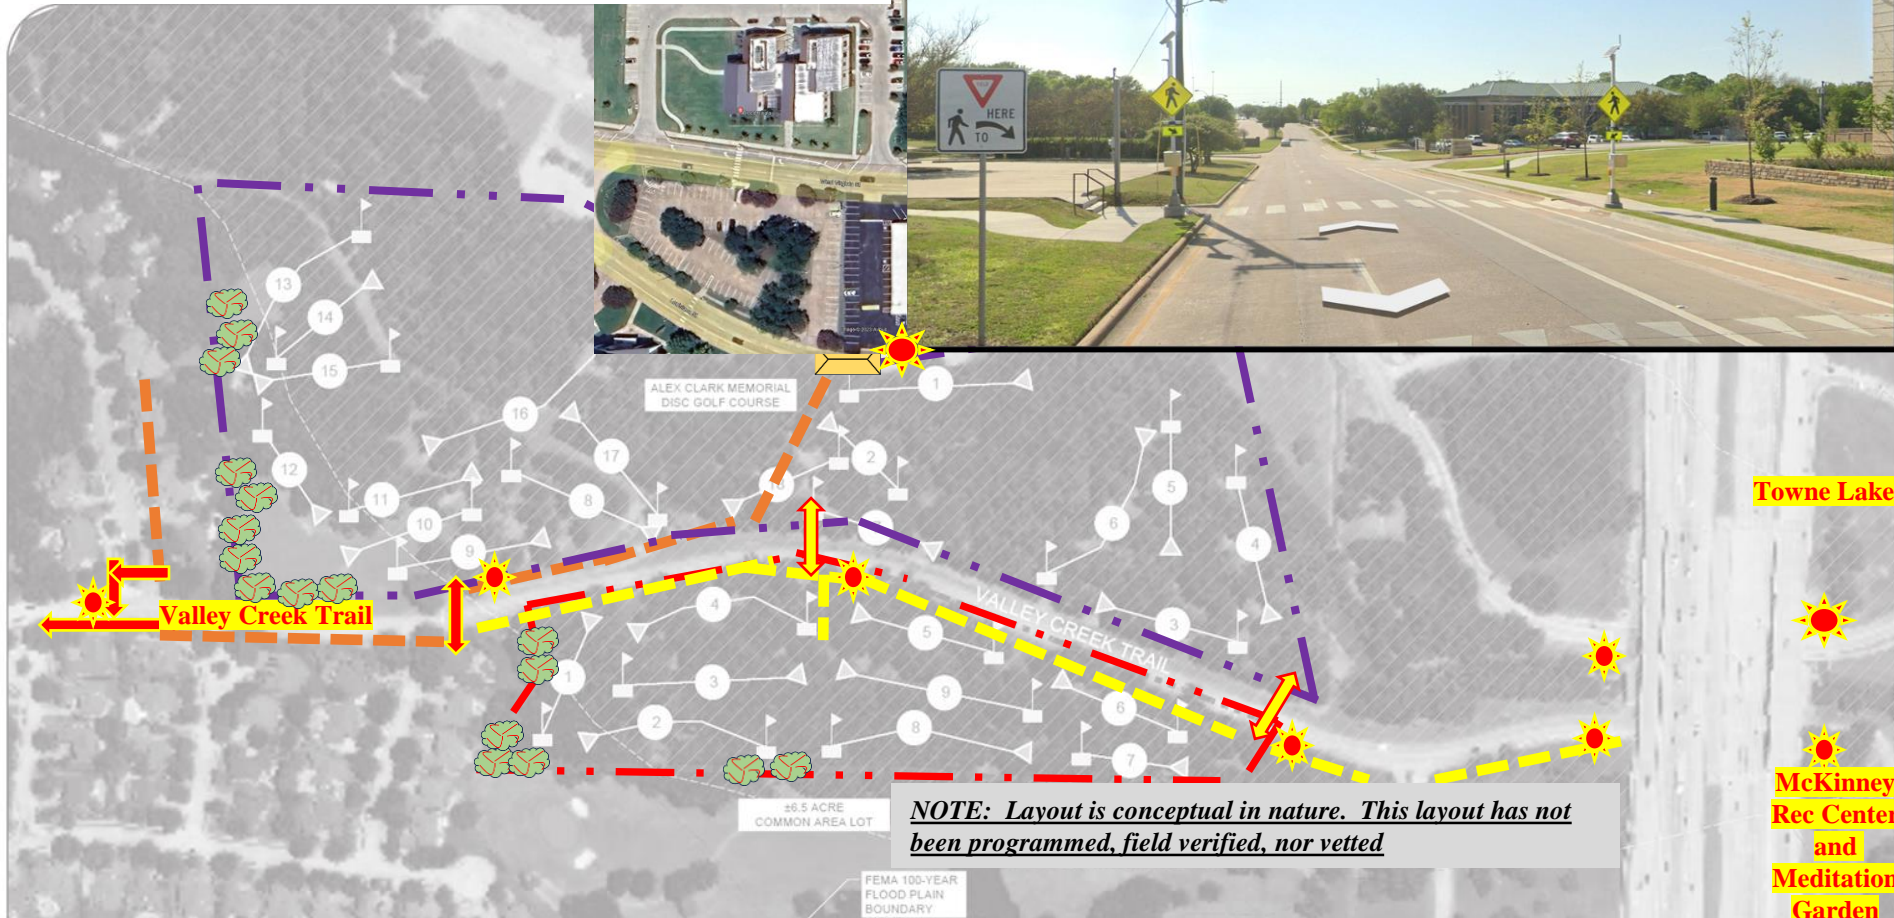 HERE
TO
13
14
15
16
ALEX CLARK MEMORIAL
DISC GOLF COURSE
1
12
11
10
9
17
8
2
5
6
4
3
Valley Creek Trail
VALLEY CREEK TRAIL
4
5
1
3
2
9
8
6
7
Towne Lake
McKinney
Rec Center
and
Meditation
Garden
±6.5 ACRE
COMMON AREA LOT
NOTE: Layout is conceptual in nature. This layout has not
been programmed, field verified, nor vetted
FEMA 100-YEAR
FLOOD PLAIN
BOUNDARY